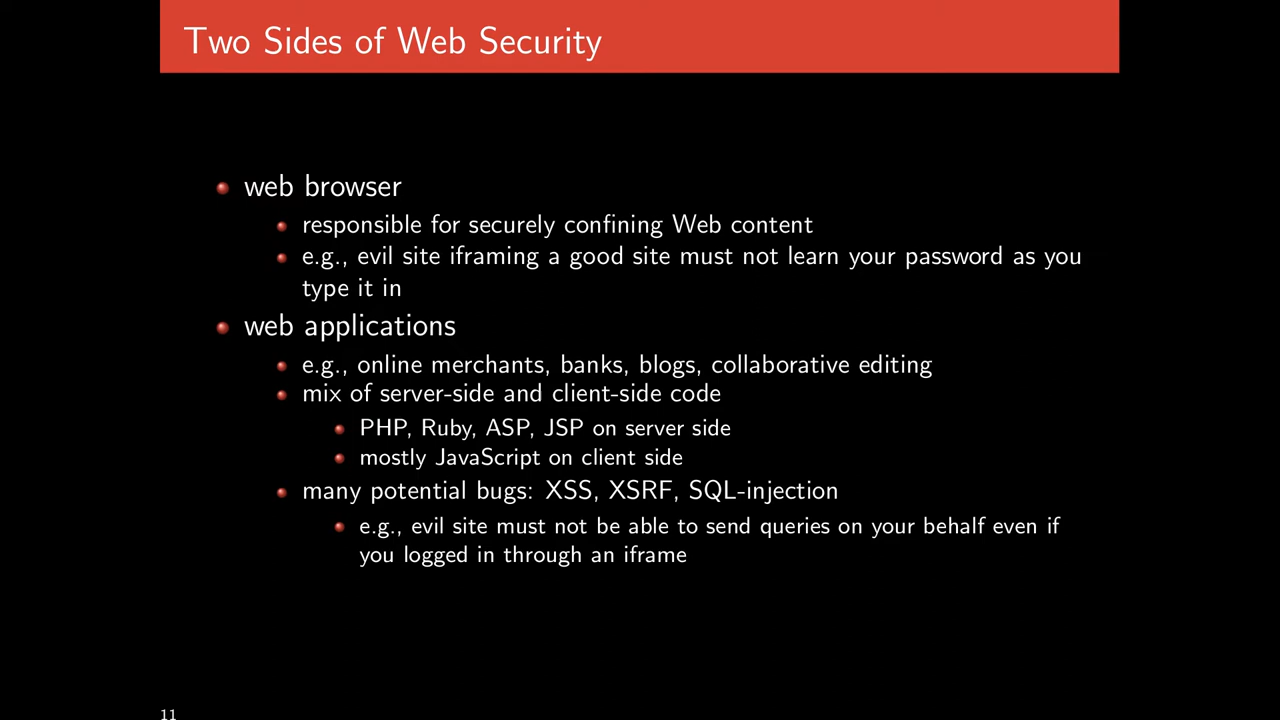 Two Sides of Web Security
web browser
responsible for securely confining Web content
e.g., evil site iframing a good site must not learn your password as you
type it in
web applications
e.g., online merchants, banks, blogs, collaborative editing
mix of server-side and client-side code
PHP, Ruby, ASP, JSP on server side
mostly JavaScript on client side
many potential bugs: XSS, XSRF, SQL-injection
e.g., evil site must not be able to send queries on your behalf even if
you logged in through an iframe
11